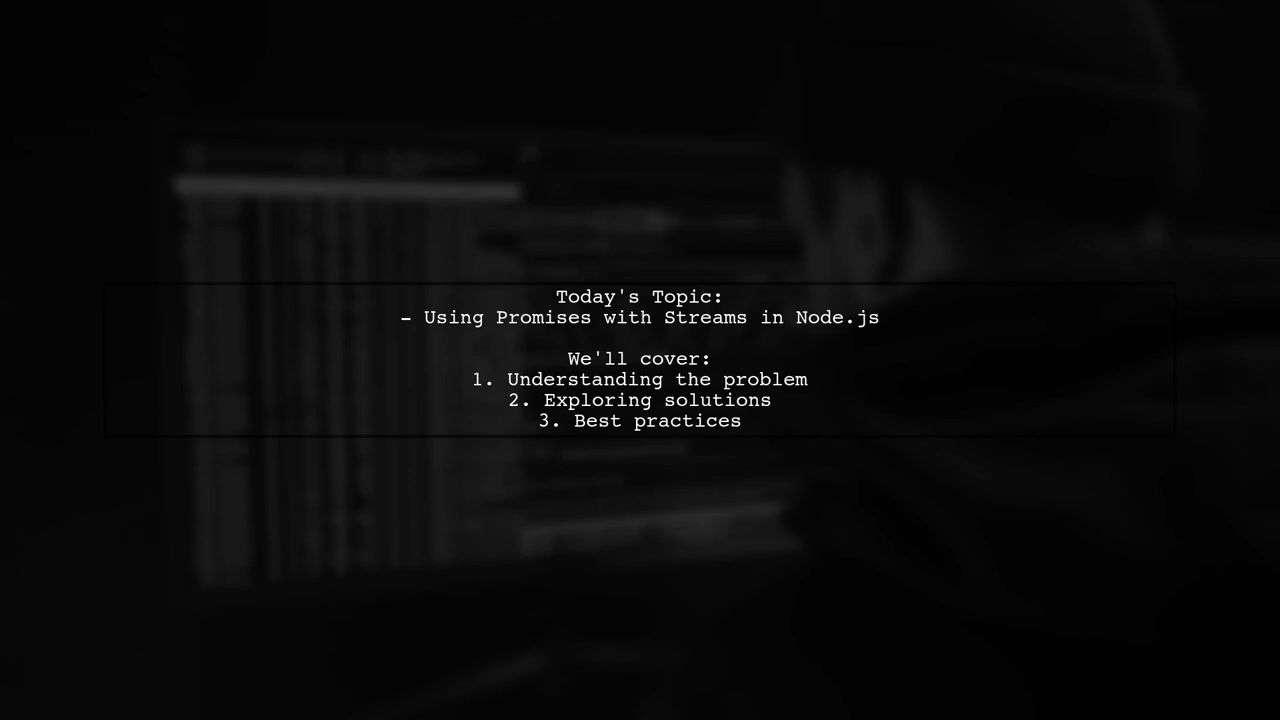 Today's Topic:
- Using Promises with Streams in Node.js
We'll cover:
1. Understanding the problem
2. Exploring solutions
3. Best practices